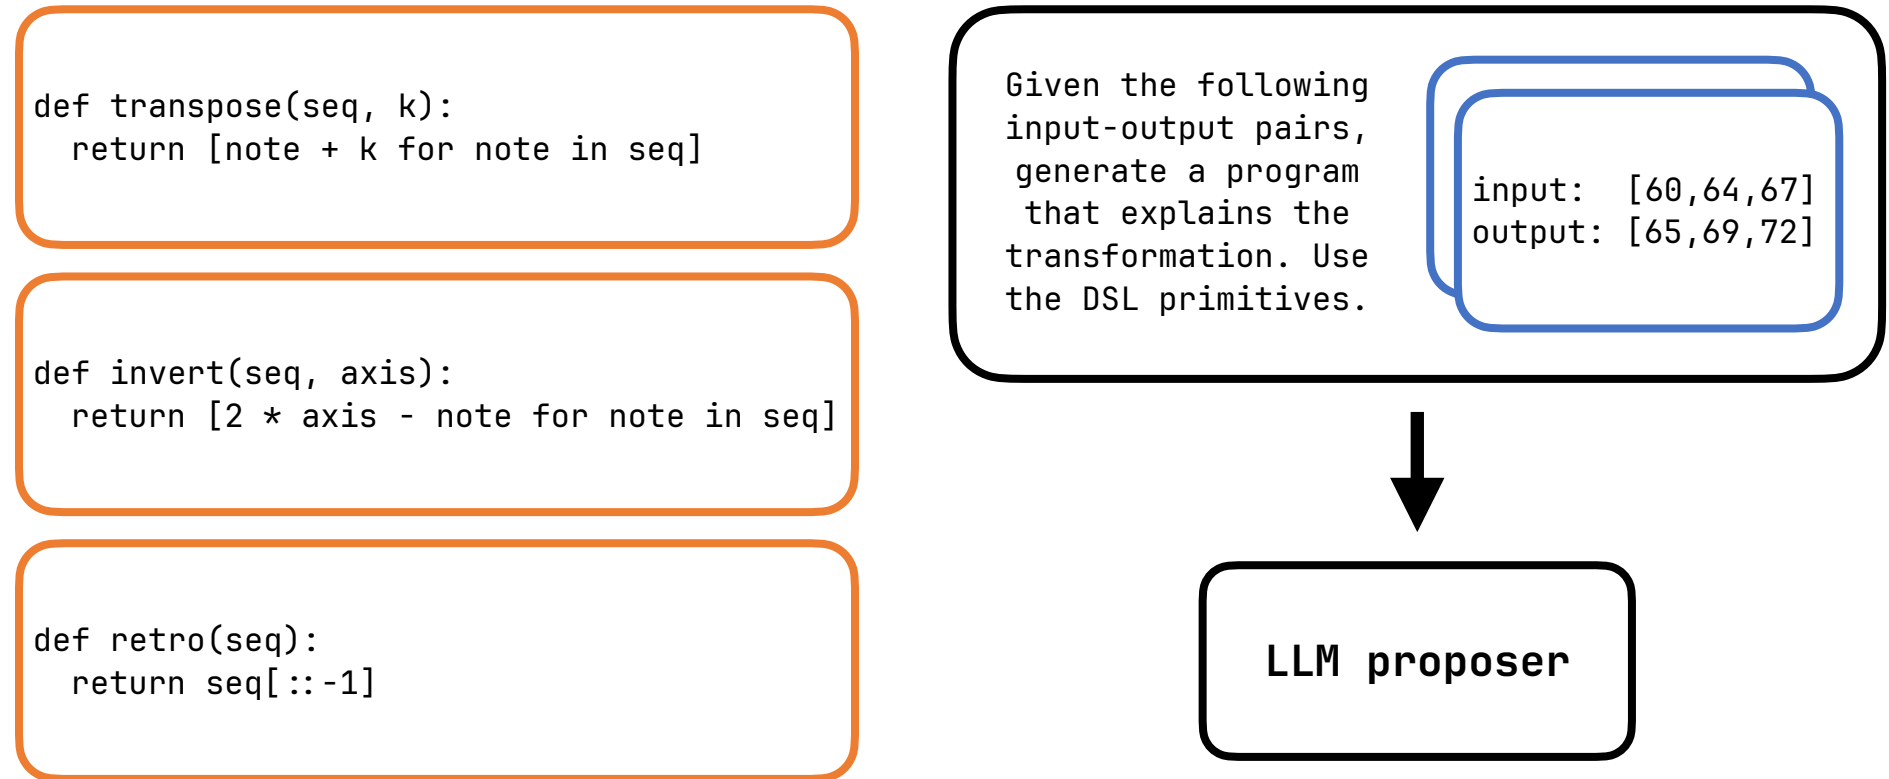 def transpose(seq, k):
  return [note + k for note in seq]
def invert(seq, axis):
  return [2 * axis - note for note in seq]
def retro(seq):
  return seq[::-1]
Given the following
input-output pairs,
generate a program
that explains the
transformation. Use
the DSL primitives.
input:  [60,64,67]
output: [65,69,72]
LLM proposer